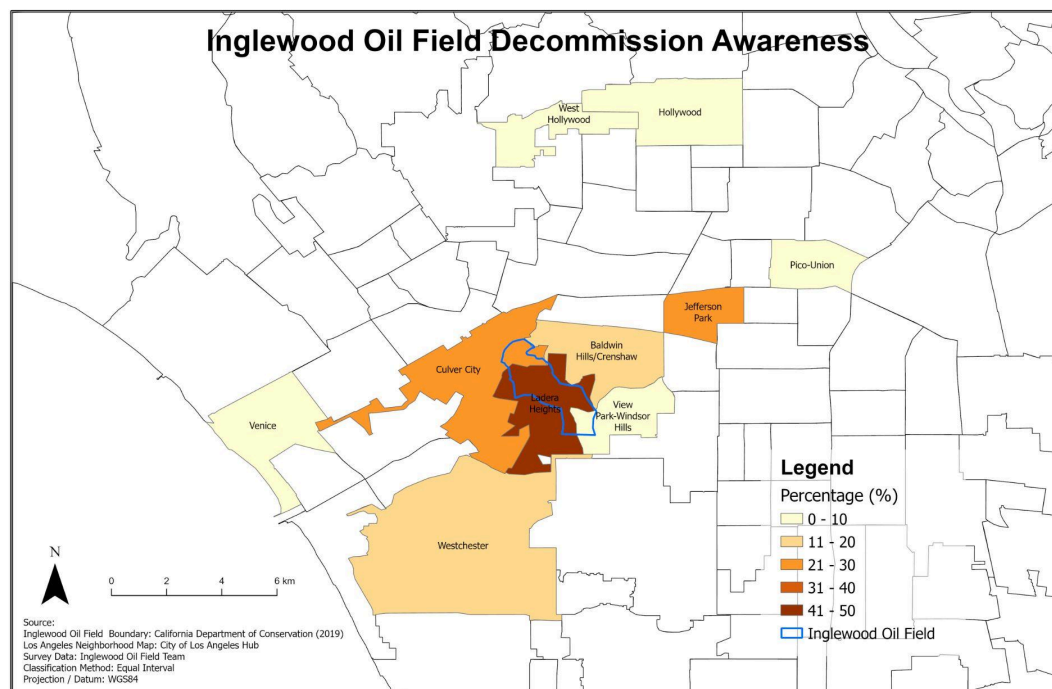 Inglewood Oil Field Decommission Awareness
West
Hollywood
Hollywood
Pico-Union
Jefferson
Park
Baldwin
Hills/Crenshaw
Culver City
Ladera
Heights
View
Park-Windsor
Hills
Venice
Westchester
Legend
Percentage (%)
0 - 10
11 - 20
21 - 30
31 - 40
41 - 50
Inglewood Oil Field
N
0 2 4 6 km
Source:
Inglewood Oil Field Boundary: California Department of Conservation (2019)
Los Angeles Neighborhood Map: City of Los Angeles Hub
Survey Data: Inglewood Oil Field Team
Classification Method: Equal Interval
Projection / Datum: WGS84